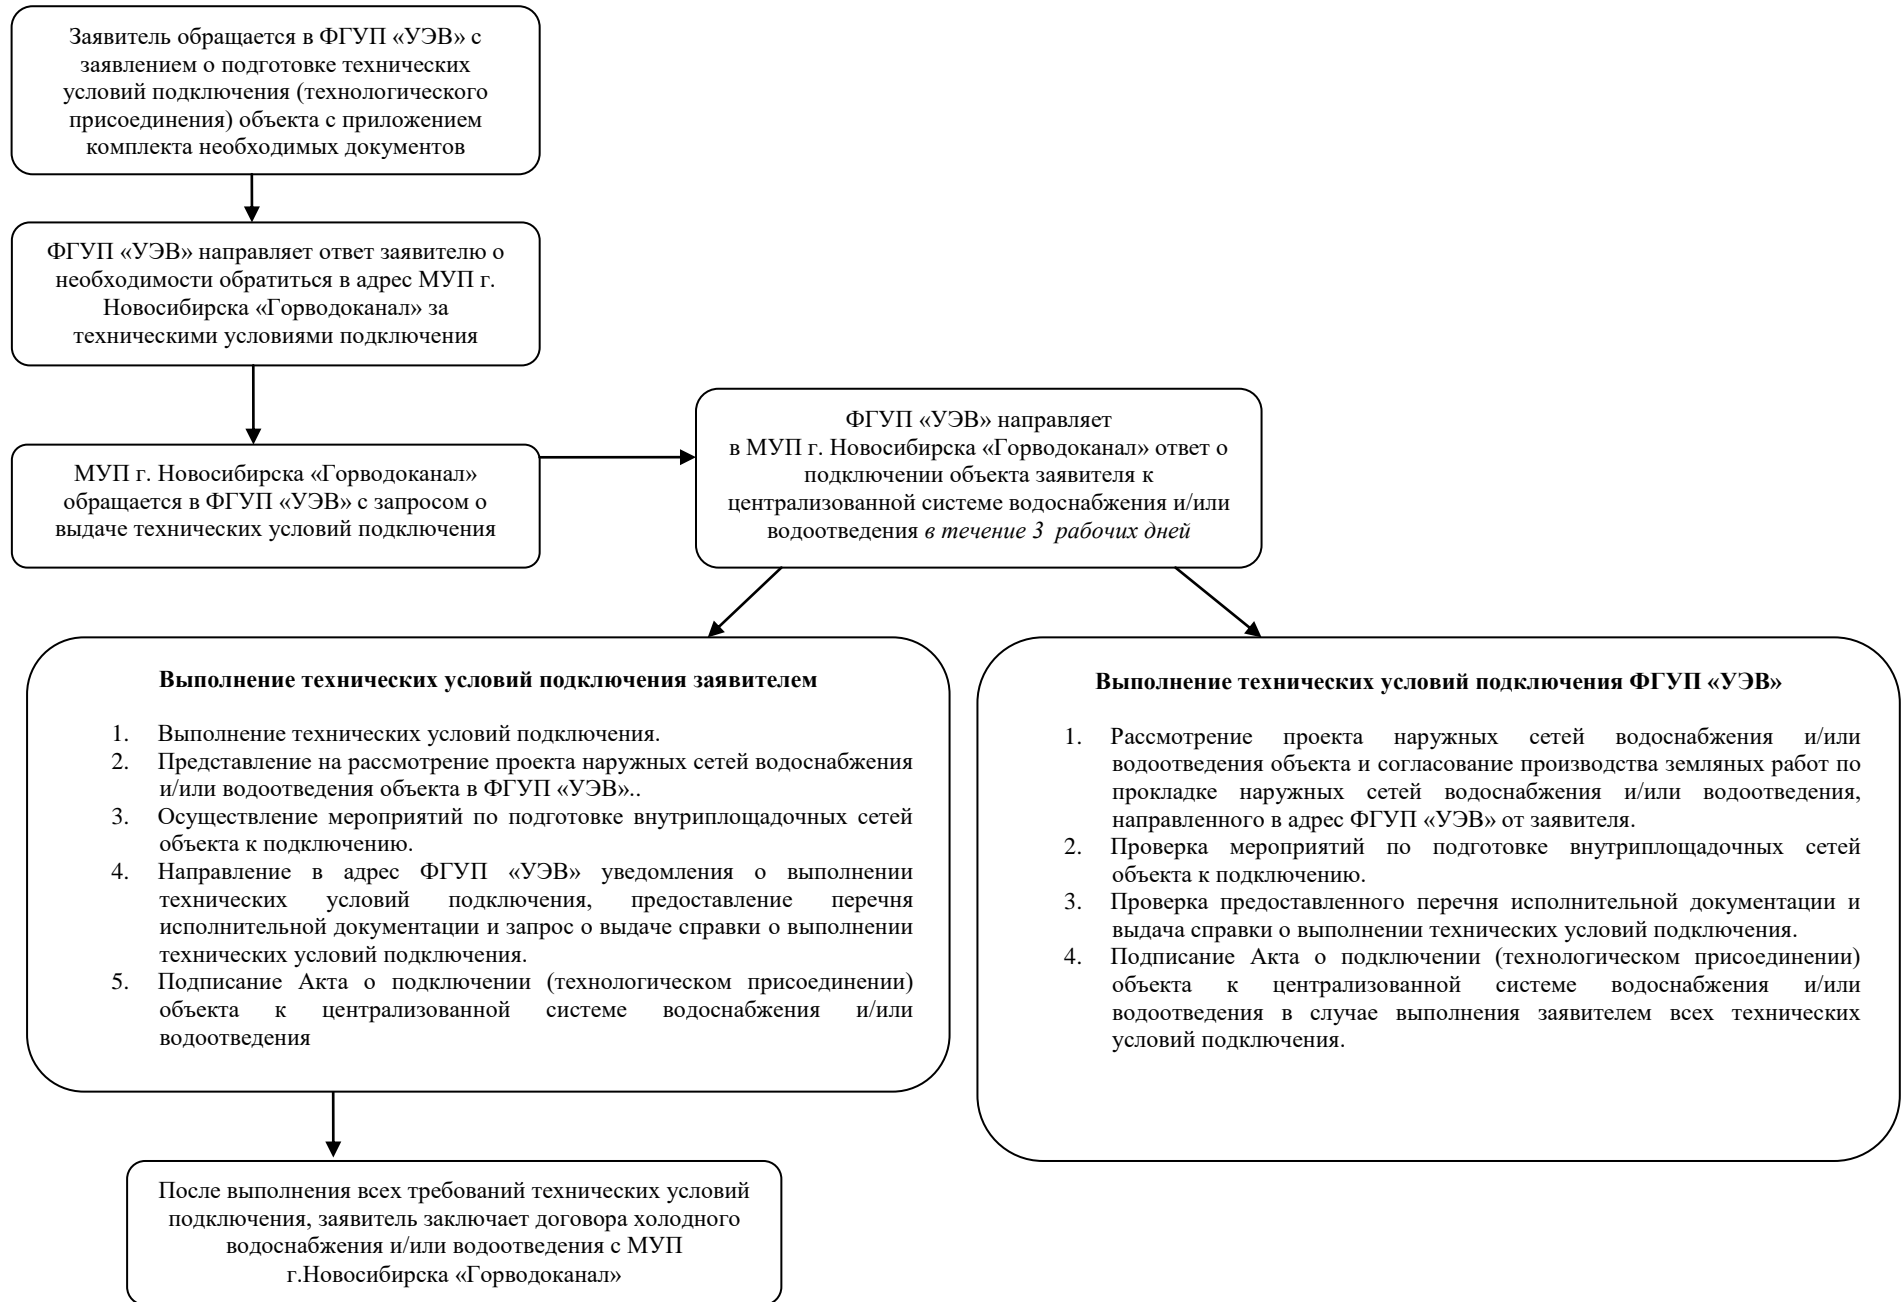 Заявитель обращается в ФГУП «УЭВ» с
заявлением о подготовке технических
условий подключения (технологического
присоединения) объекта с приложением
комплекта необходимых документов
ФГУП «УЭВ» направляет ответ заявителю о
необходимости обратиться в адрес МУП г.
Новосибирска «Горводоканал» за
техническими условиями подключения
МУП г. Новосибирска «Горводоканал»
обращается в ФГУП «УЭВ» с запросом о
выдаче технических условий подключения
ФГУП «УЭВ» направляет
в МУП г. Новосибирска «Горводоканал» ответ о
подключении объекта заявителя к
централизованной системе водоснабжения и/или
водоотведения в течение 3 рабочих дней
Выполнение технических условий подключения заявителем
1. Выполнение технических условий подключения.
2. Представление на рассмотрение проекта наружных сетей водоснабжения
и/или водоотведения объекта в ФГУП «УЭВ»..
3. Осуществление мероприятий по подготовке внутриплощадочных сетей
объекта к подключению.
4. Направление в адрес ФГУП «УЭВ» уведомления о выполнении
технических условий подключения, предоставление перечня
исполнительной документации и запрос о выдаче справки о выполнении
технических условий подключения.
5. Подписание Акта о подключении (технологическом присоединении)
объекта к централизованной системе водоснабжения и/или
водоотведения
Выполнение технических условий подключения ФГУП «УЭВ»
1. Рассмотрение проекта наружных сетей водоснабжения и/или
водоотведения объекта и согласование производства земляных работ по
прокладке наружных сетей водоснабжения и/или водоотведения,
направленного в адрес ФГУП «УЭВ» от заявителя.
2. Проверка мероприятий по подготовке внутриплощадочных сетей
объекта к подключению.
3. Проверка предоставленного перечня исполнительной документации и
выдача справки о выполнении технических условий подключения.
4. Подписание Акта о подключении (технологическом присоединении)
объекта к централизованной системе водоснабжения и/или
водоотведения в случае выполнения заявителем всех технических
условий подключения.
После выполнения всех требований технических условий
подключения, заявитель заключает договора холодного
водоснабжения и/или водоотведения с МУП
г.Новосибирска «Горводоканал»